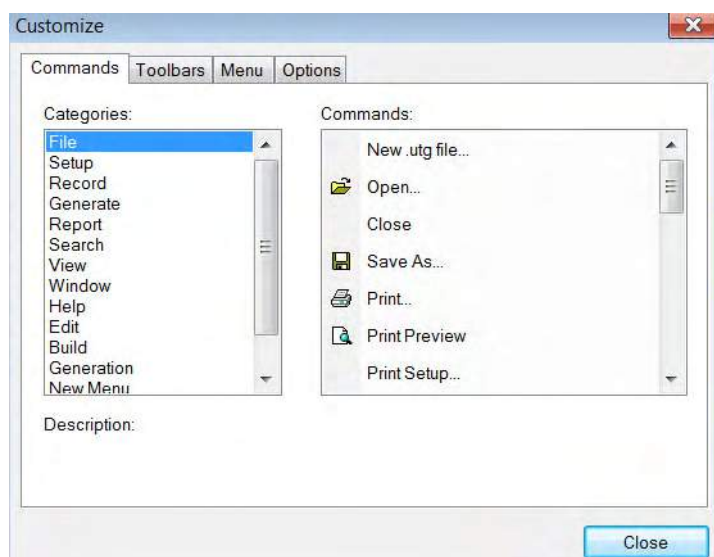 Customize
Commands Toolbars Menu Options
Categories:
File
Setup
Record
Generate
Report
Search
View
Window
Help
Edit
Build
Generation
New Menu
Commands:
New .utg file...
Open...
Close
Save As...
Print...
Print Preview
Print Setup...
Description:
Close